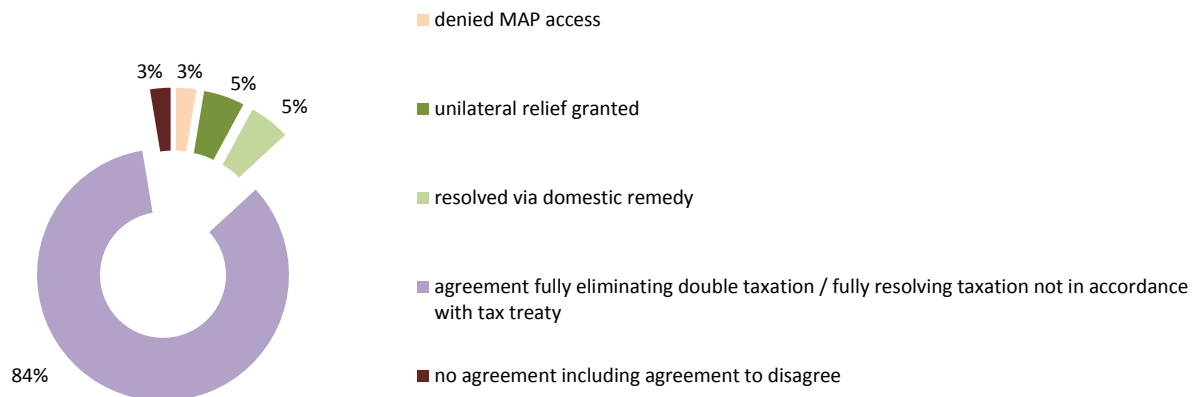 denied MAP access
3%
3%
5%
5%
unilateral relief granted
resolved via domestic remedy
agreement fully eliminating double taxation / fully resolving taxation not in accordance
with tax treaty
84%
no agreement including agreement to disagree